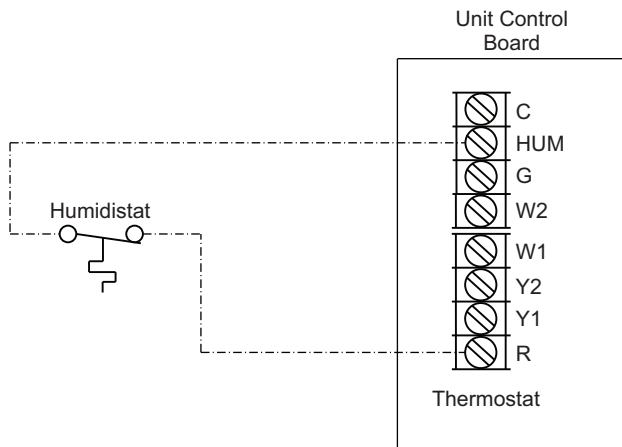 Unit Control
Board
C
HUM
G
Humidistat
W2
W1
Y2
Y1
R
Thermostat